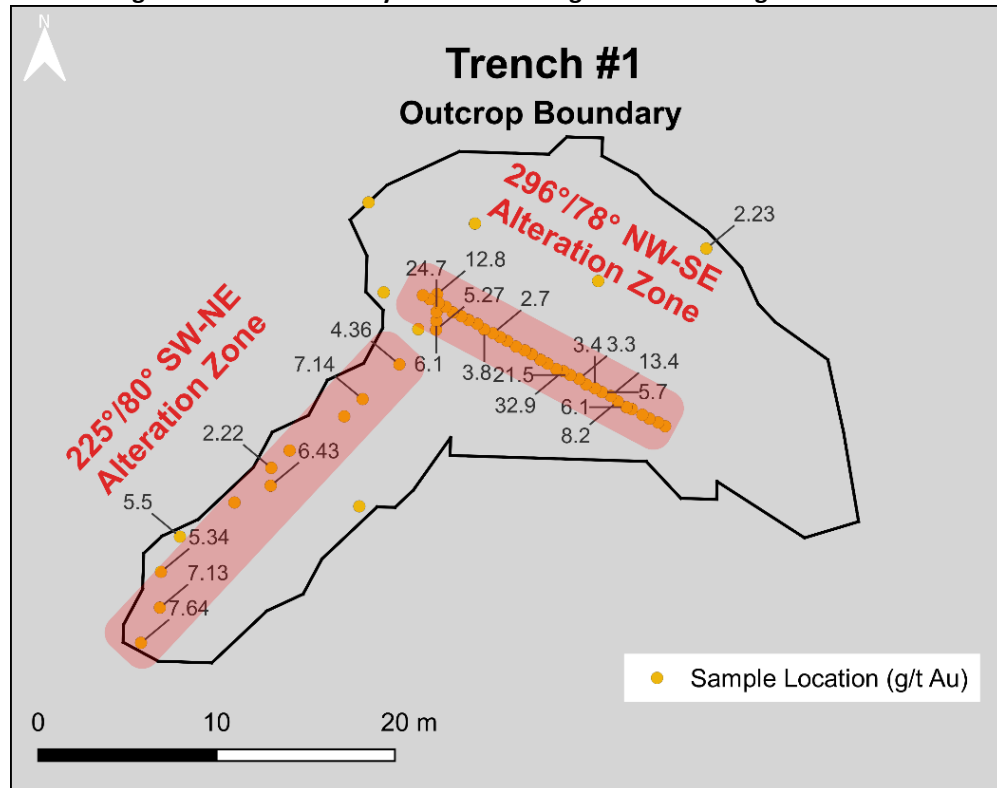 N
Trench #1
Outcrop Boundary
296°/78° NW-SE
Alteration Zone
2.23
24.7
12.8
5.27
2.7
6.1
3.8
21.5
32.9
3.4
3.3
13.4
5.7
6.1
8.2
225°/80° SW-NE
Alteration Zone
4.36
7.14
2.22
6.43
5.5
5.34
7.13
7.64
Sample Location (g/t Au)
0
10
20 m